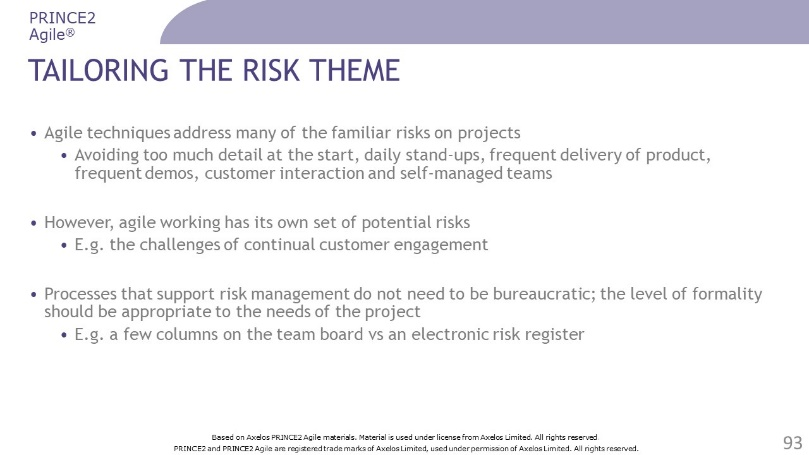 PRINCE2
Agile®
TAILORING THE RISK THEME
• Agile techniques address many of the familiar risks on projects
• Avoiding too much detail at the start, daily stand-ups, frequent delivery of product,
frequent demos, customer interaction and self-managed teams
• However, agile working has its own set of potential risks
• E.g. the challenges of continual customer engagement
• Processes that support risk management do not need to be bureaucratic; the level of formality
should be appropriate to the needs of the project
• E.g. a few columns on the team board vs an electronic risk register
Based on Axelos PRINCE2 Agile materials. Material is used under license from Axelos Limited. All rights reserved
PRINCE2 and PRINCE2 Agile are registered trade marks of Axelos Limited, used under permission of Axelos Limited. All rights reserved.
93